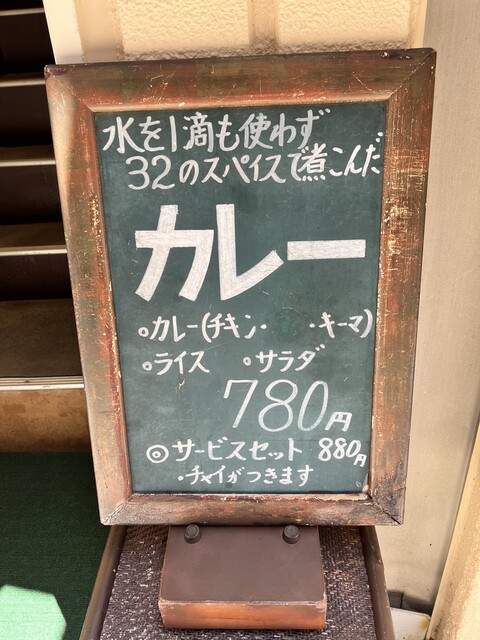 水を1滴も使わず
32のスパイスで煮こんだ
カレー
○カレー(チキン・ ・キーマ)
○ライス ○サラダ
780円
◎サービスセット 880円
・チャイがつきます